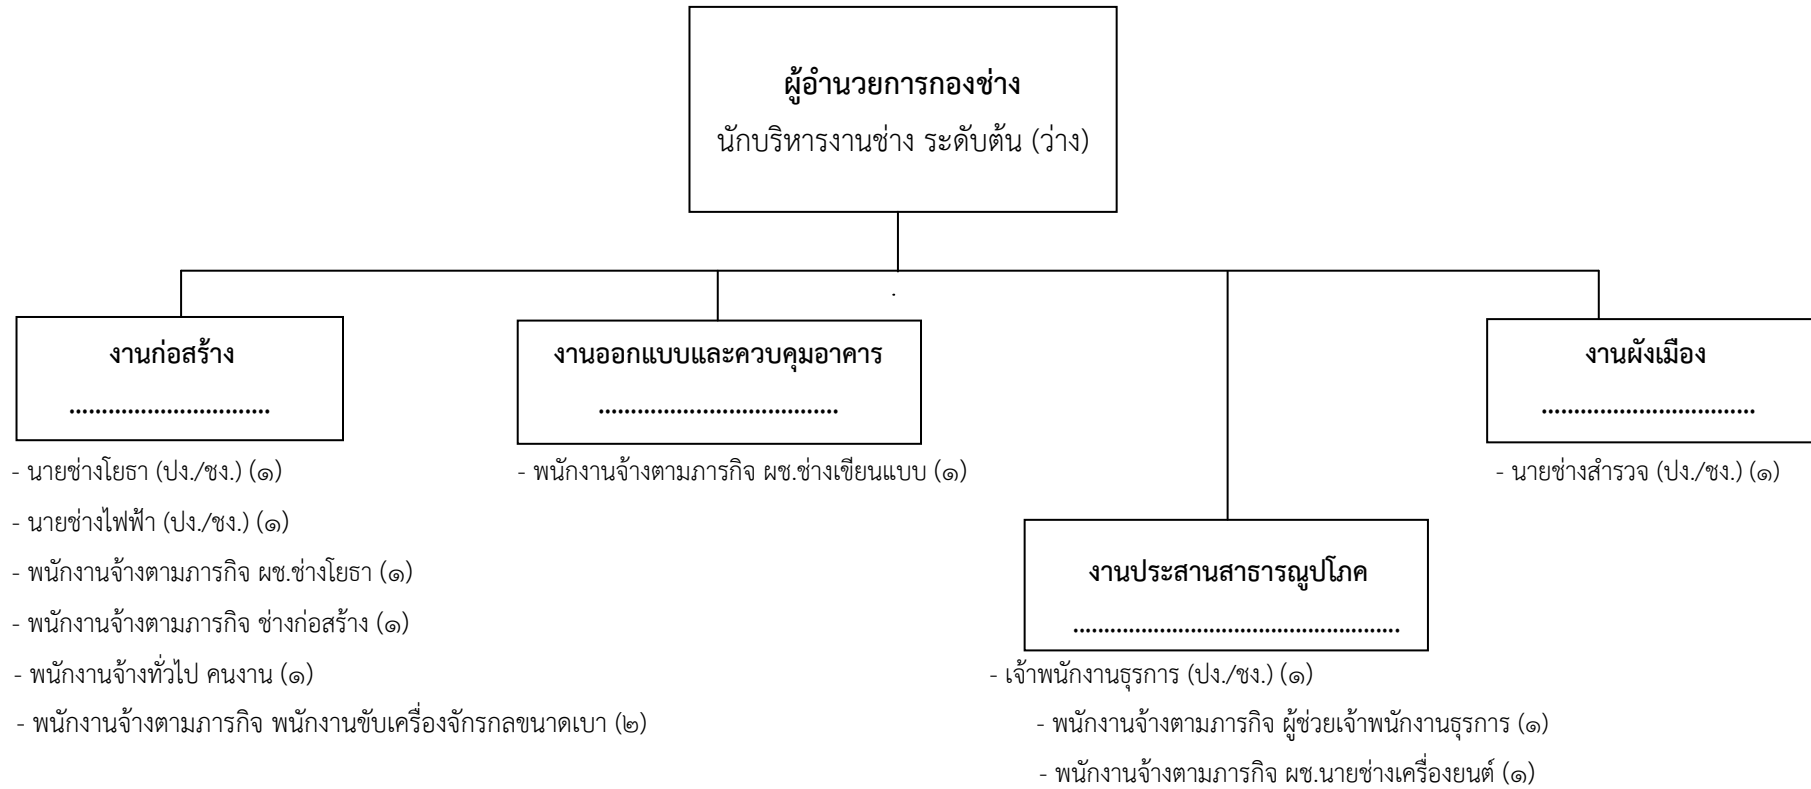 ผู้อำนวยการกองช่าง
นักบริหารงานช่าง ระดับต้น (ว่าง)
งานก่อสร้าง
...............................
- นายช่างโยธา (ปง./ชง.) (๑)
- นายช่างไฟฟ้า (ปง./ชง.) (๑)
- พนักงานจ้างตามภารกิจ ผช.ช่างโยธา (๑)
- พนักงานจ้างตามภารกิจ ช่างก่อสร้าง (๑)
- พนักงานจ้างทั่วไป คนงาน (๑)
- พนักงานจ้างตามภารกิจ พนักงานขับเครื่องจักรกลขนาดเบา (๒)
งานออกแบบและควบคุมอาคาร
.....................................
- พนักงานจ้างตามภารกิจ ผช.ช่างเขียนแบบ (๑)
งานประสานสาธารณูปโภค
.....................................................
- เจ้าพนักงานธุรการ (ปง./ชง.) (๑)
- พนักงานจ้างตามภารกิจ ผู้ช่วยเจ้าพนักงานธุรการ (๑)
- พนักงานจ้างตามภารกิจ ผช.นายช่างเครื่องยนต์ (๑)
งานผังเมือง
.................................
- นายช่างสำรวจ (ปง./ชง.) (๑)